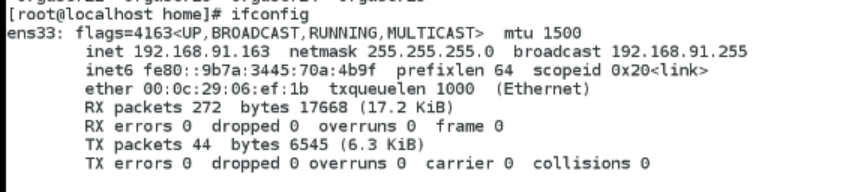 [root@localhost home]# ifconfig
ens33: flags=4163<UP,BROADCAST,RUNNING,MULTICAST>  mtu 1500
        inet 192.168.91.163  netmask 255.255.255.0  broadcast 192.168.91.255
        inet6 fe80::9b7a:3445:70a:4b9f  prefixlen 64  scopeid 0x20<link>
        ether 00:0c:29:06:ef:1b  txqueuelen 1000  (Ethernet)
        RX packets 272  bytes 17668 (17.2 KiB)
        RX errors 0  dropped 0  overruns 0  frame 0
        TX packets 44  bytes 6545 (6.3 KiB)
        TX errors 0  dropped 0 overruns 0  carrier 0  collisions 0